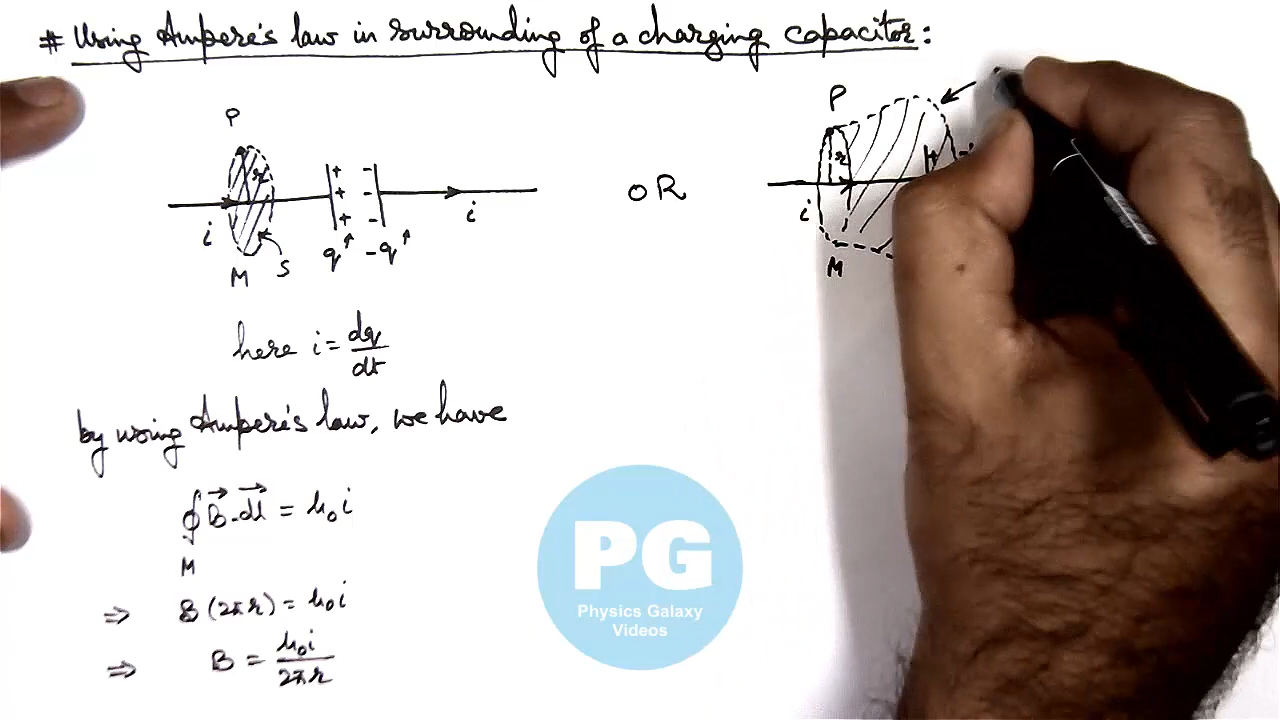 # Using Ampere's law in surrounding of a charging capacitor:
P P
r r
+ - + -
+ - OR
i + - i i
q↑ -q↑
M S M
here i = dq/dt
by using Ampere's law, we have
∮ B⃗.dl⃗ = μ₀i
M
⇒ B(2πr) = μ₀i
⇒ B = μ₀i/2πr
PG
Physics Galaxy
Videos